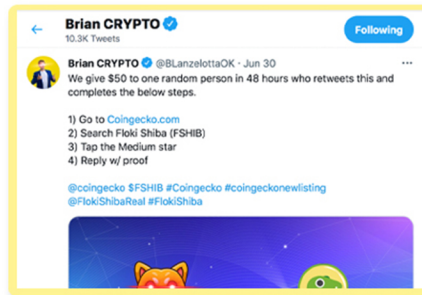 Brian CRYPTO
10.3K Tweets
Following
Brian CRYPTO @BLanzelottaOK · Jun 30
We give $50 to one random person in 48 hours who retweets this and
completes the below steps.
1) Go to Coingecko.com
2) Search Floki Shiba (FSHIB)
3) Tap the Medium star
4) Reply w/ proof
@coingecko $FSHIB #Coingecko #coingeckonewlisting
@FlokiShibaReal #FlokiShiba